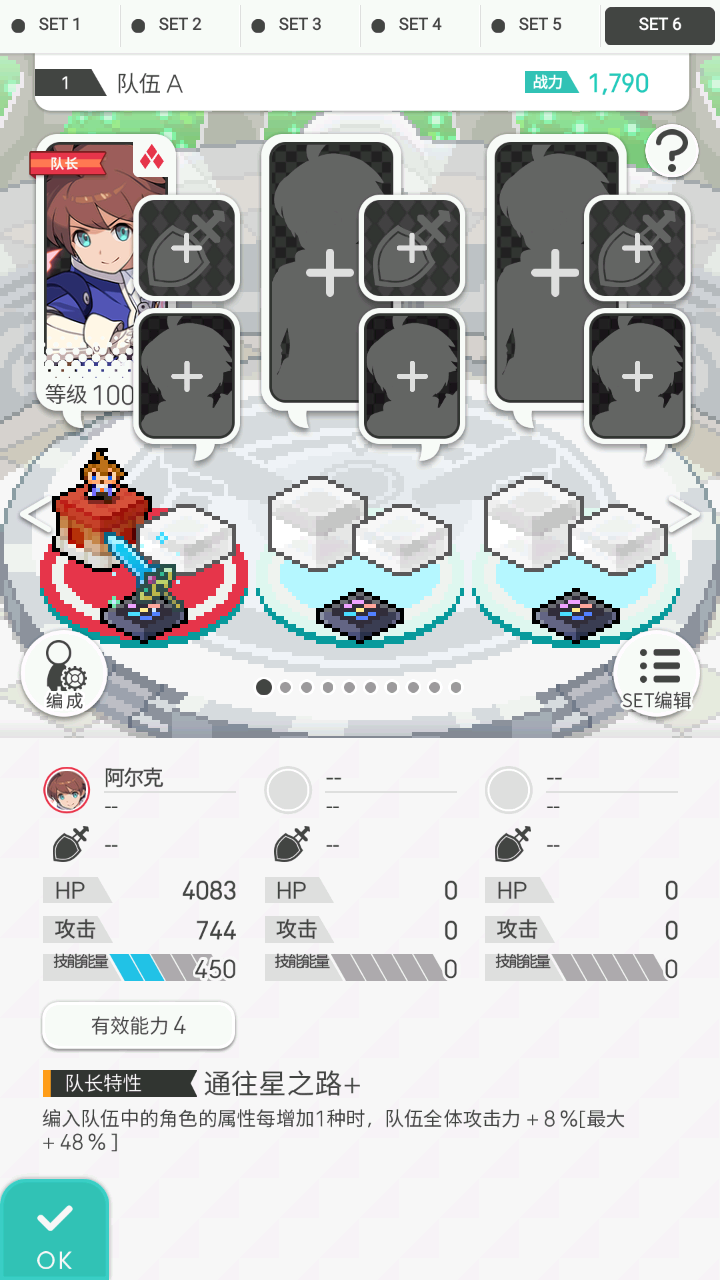 SET 1 SET 2 SET 3 SET 4 SET 5 SET 6
1 队伍 A 战力 1,790
队长
?
等级 100
编成
SET编辑
阿尔克 -- --
-- -- --
-- -- --
HP 4083 HP 0 HP 0
攻击 744 攻击 0 攻击 0
技能能量 450 技能能量 0 技能能量 0
有效能力 4
队长特性 通往星之路+
编入队伍中的角色的属性每增加1种时，队伍全体攻击力 + 8 %[最大
+ 48 % ]
OK